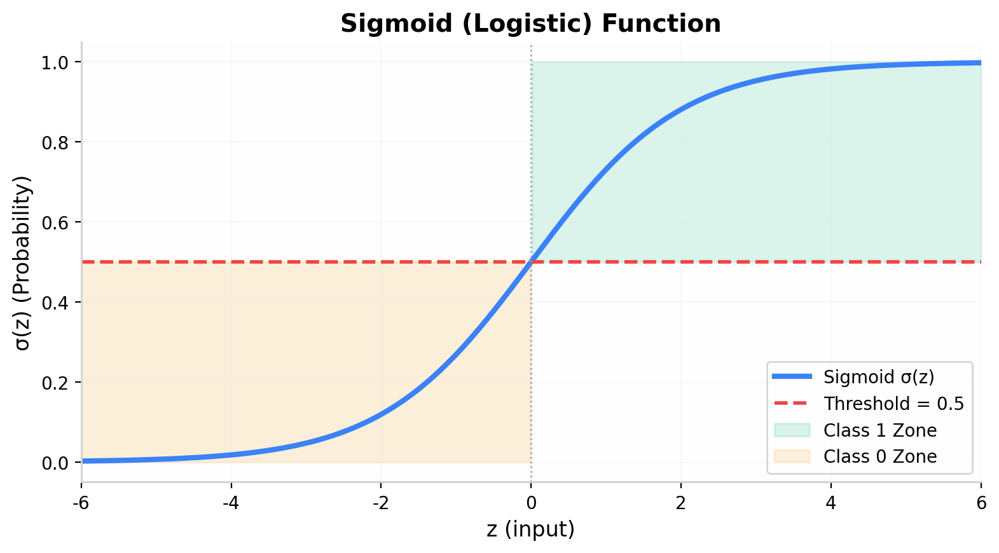 Sigmoid (Logistic) Function
σ(z) (Probability)
1.0
0.8
0.6
0.4
0.2
0.0
-6
-4
-2
0
2
4
6
z (input)
Sigmoid σ(z)
Threshold = 0.5
Class 1 Zone
Class 0 Zone